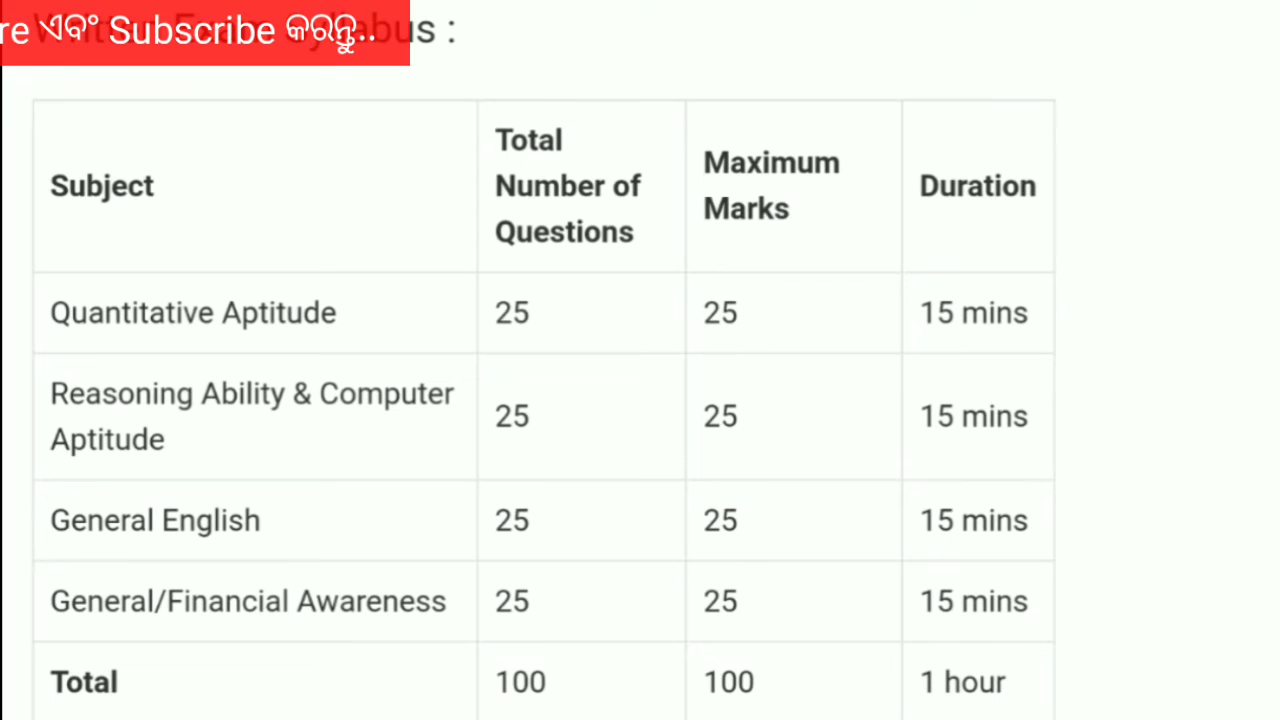 re ଏବଂ Subscribe କରନ୍ତୁ..
Syllabus :
Subject
Total
Number of
Questions
Maximum
Marks
Duration
Quantitative Aptitude 25 25 15 mins
Reasoning Ability & Computer
Aptitude
25 25 15 mins
General English 25 25 15 mins
General/Financial Awareness 25 25 15 mins
Total 100 100 1 hour